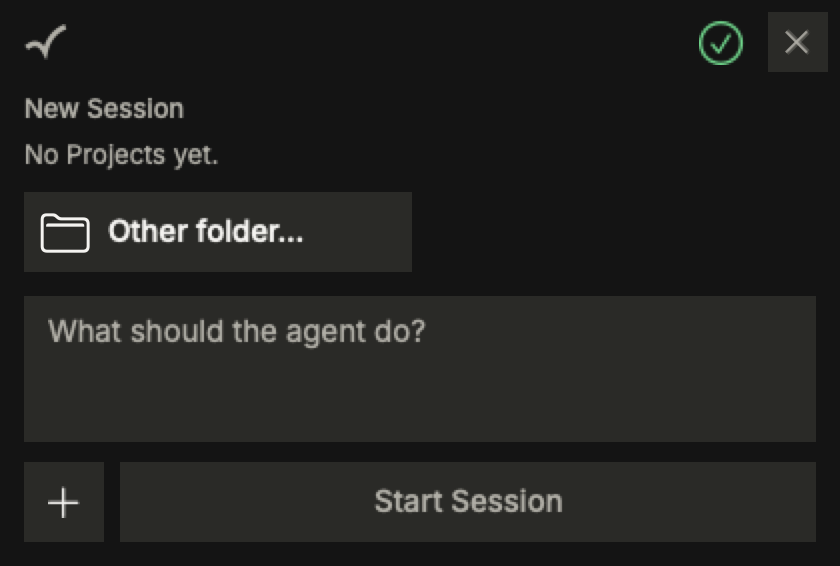 New Session
No Projects yet.
Other folder...
What should the agent do?
Start Session